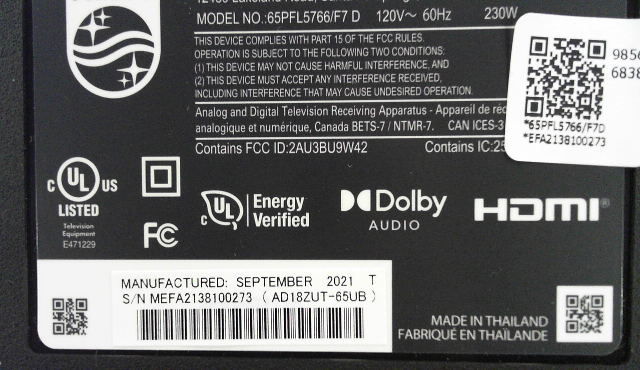 MODEL NO.:65PFL5766/F7 D 120V~ 60Hz 230W
THIS DEVICE COMPLIES WITH PART 15 OF THE FCC RULES.
OPERATION IS SUBJECT TO THE FOLLOWING TWO CONDITIONS:
(1) THIS DEVICE MAY NOT CAUSE HARMFUL INTERFERENCE, AND
(2) THIS DEVICE MUST ACCEPT ANY INTERFERENCE RECEIVED,
INCLUDING INTERFERENCE THAT MAY CAUSE UNDESIRED OPERATION.
Analog and Digital Television Receiving Apparatus - Appareil de
analogique et numérique, Canada BETS-7 / NTMR-7. CAN ICES-3
Contains FCC ID:2AU3BU9W42 Contains IC:25
9856
6838
*65PFL5766/F7D
*EFA2138100273
C UL US
LISTED
Television
Equipment
E471229
FC
C UL
Energy
Verified
Dolby
AUDIO
HDMI®
MANUFACTURED: SEPTEMBER 2021 T
S/N MEFA2138100273 ( AD18ZUT-65UB )
MADE IN THAILAND
FABRIQUÉ EN THAÏLANDE